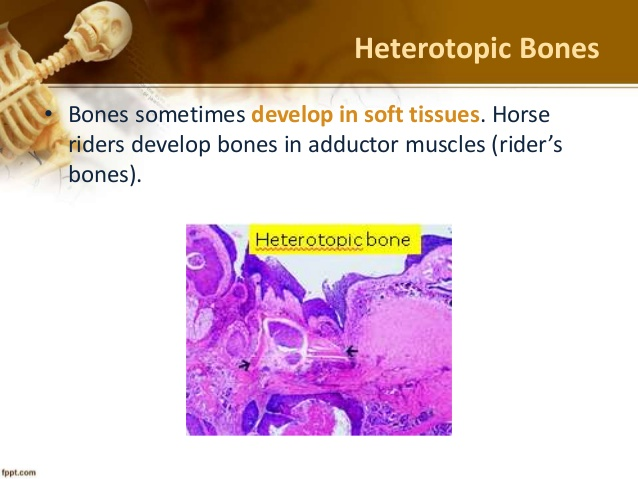 Heterotopic Bones
• Bones sometimes develop in soft tissues. Horse
riders develop bones in adductor muscles (rider’s
bones).
Heterotopic bone
fppt.com